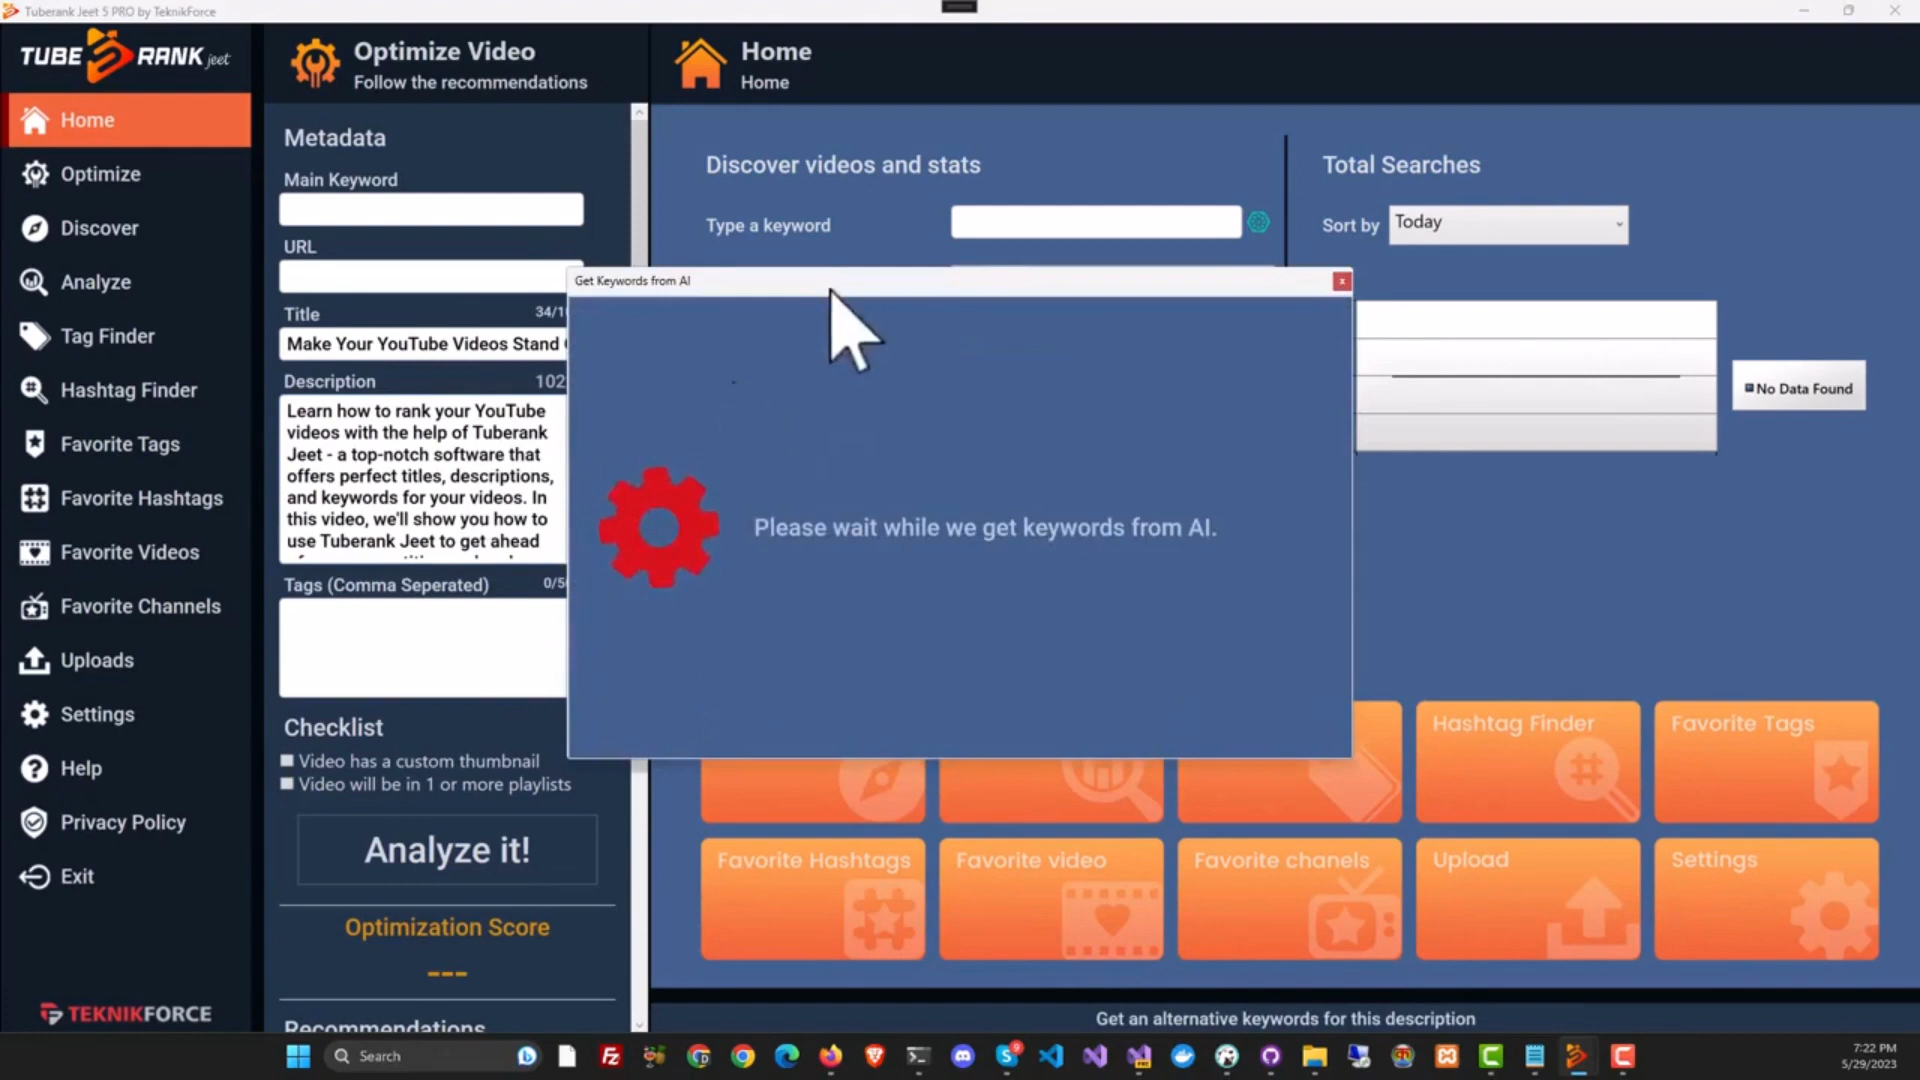 Tuberank Jeet 5 PRO by TeknikForce
TUBE RANK jeet
Home
Optimize
Discover
Analyze
Tag Finder
Hashtag Finder
Favorite Tags
Favorite Hashtags
Favorite Videos
Favorite Channels
Uploads
Settings
Help
Privacy Policy
Exit
TEKNIKFORCE
Optimize Video
Follow the recommendations
Metadata
Main Keyword
URL
Title
34/1
Make Your YouTube Videos Stand
Description
102
Learn how to rank your YouTube
videos with the help of Tuberank
Jeet - a top-notch software that
offers perfect titles, descriptions,
and keywords for your videos. In
this video, we'll show you how to
use Tuberank Jeet to get ahead
Tags (Comma Seperated)
0/5
Checklist
Video has a custom thumbnail
Video will be in 1 or more playlists
Analyze it!
Optimization Score
---
Recommendations
Home
Home
Discover videos and stats
Type a keyword
Total Searches
Sort by
Today
No Data Found
Get Keywords from AI
x
Please wait while we get keywords from AI.
Hashtag Finder
Favorite Tags
Favorite Hashtags
Favorite video
Favorite chanels
Upload
Settings
Get an alternative keywords for this description
Search
7:22 PM
5/29/2023